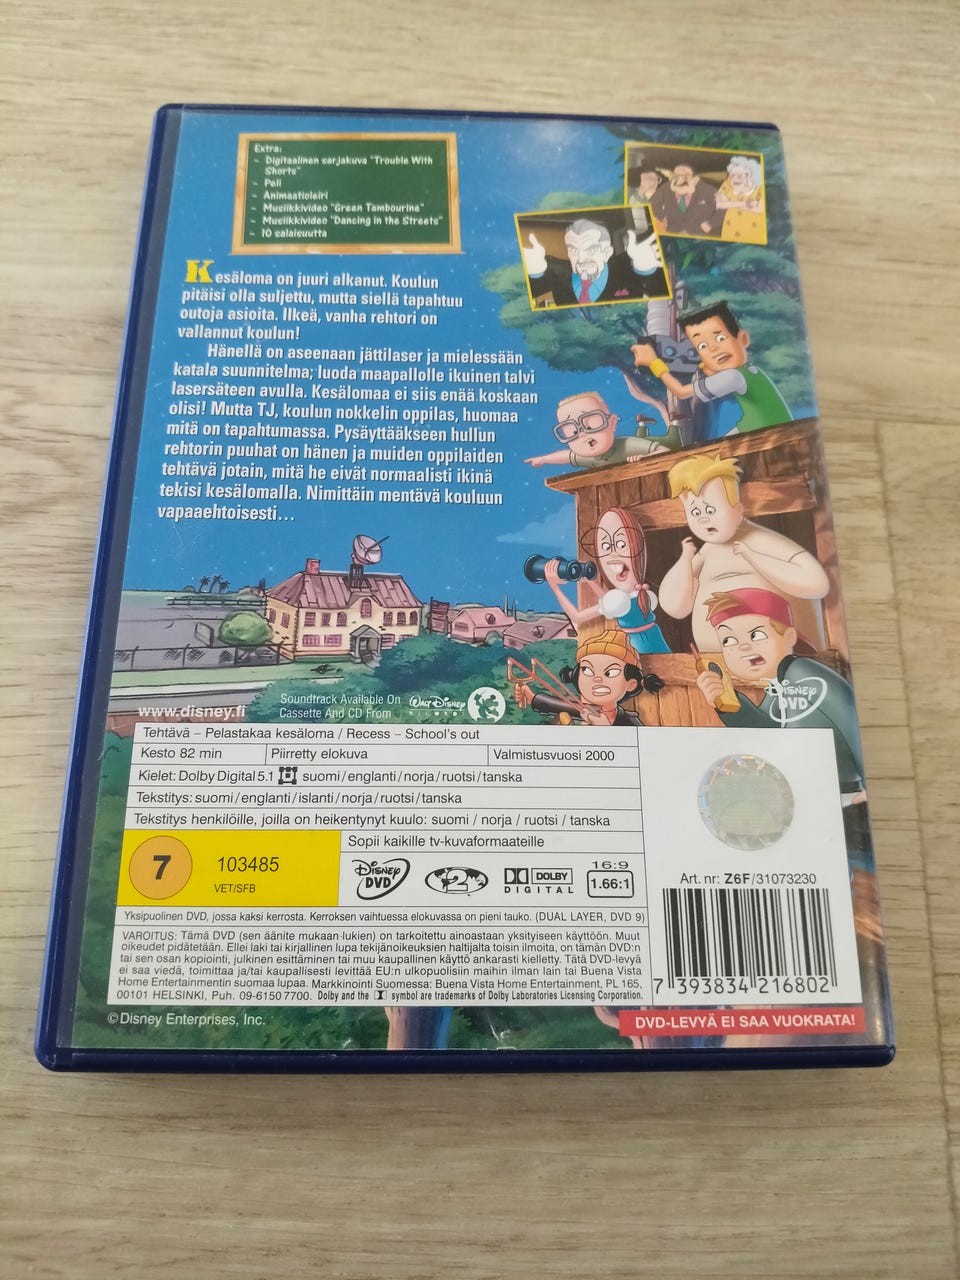 Extra:
- Digitaalinen sarjakuva "Trouble With
Shorts"
- Peli
- Animaatioleiri
- Musiikkivideo "Green Tambourine"
- Musiikkivideo "Dancing in the Streets"
- 10 salaisuutta
Kesäloma on juuri alkanut. Koulun
pitäisi olla suljettu, mutta siellä tapahtuu
outoja asioita. Ilkeä, vanha rehtori on
vallannut koulun!
Hänellä on aseenaan jättilaser ja mielessään
katala suunnitelma; luoda maapallolle ikuinen talvi
lasersäteen avulla. Kesälomaa ei siis enää koskaan
olisi! Mutta TJ, koulun nokkelin oppilas, huomaa
mitä on tapahtumassa. Pysäyttääkseen hullun
rehtorin puuhat on hänen ja muiden oppilaiden
tehtävä jotain, mitä he eivät normaalisti ikinä
tekisi kesälomalla. Nimittäin mentävä kouluun
vapaaehtoisesti...
www.disney.fi
Soundtrack Available On
Cassette And CD From
WALT DISNEY
RECORDS
DISNEY
DVD
Tehtävä – Pelastakaa kesäloma / Recess – School's out
Kesto 82 min
Piirretty elokuva
Valmistusvuosi 2000
Kielet: Dolby Digital 5.1 suomi/englanti/norja/ruotsi/tanska
Tekstitys: suomi/englanti/islanti/norja/ruotsi/tanska
Tekstitys henkilöille, joilla on heikentynyt kuulo: suomi / norja / ruotsi / tanska
7
103485
VET/SFB
Sopii kaikille tv-kuvaformaateille
DISNEY
DVD
2
DOLBY
DIGITAL
16:9
1.66:1
Art. nr: Z6F/31073230
Yksipuolinen DVD, jossa kaksi kerrosta. Kerroksen vaihtuessa elokuvassa on pieni tauko. (DUAL LAYER, DVD 9)
VAROITUS: Tämä DVD (sen äänite mukaan-lukien) on tarkoitettu ainoastaan yksityiseen käyttöön. Muut
oikeudet pidätetään. Ellei laki tai kirjallinen lupa tekijänoikeuksien haltijalta toisin ilmoita, on tämän DVD:n
tai sen osan kopiointi, julkinen esittäminen tai muu kaupallinen käyttö ankarasti kielletty. Tätä DVD-levyä
ei saa viedä, toimittaa ja/tai kaupallisesti levittää EU:n ulkopuolisiin maihin ilman lain tai Buena Vista
Home Entertainmentin suomaa lupaa. Markkinointi Suomessa: Buena Vista Home Entertainment, PL 165,
00101 HELSINKI, Puh. 09-6150 7700. Dolby and the symbol are trademarks of Dolby Laboratories Licensing Corporation.
7 393834 216802
© Disney Enterprises, Inc.
DVD-LEVYÄ EI SAA VUOKRATA!